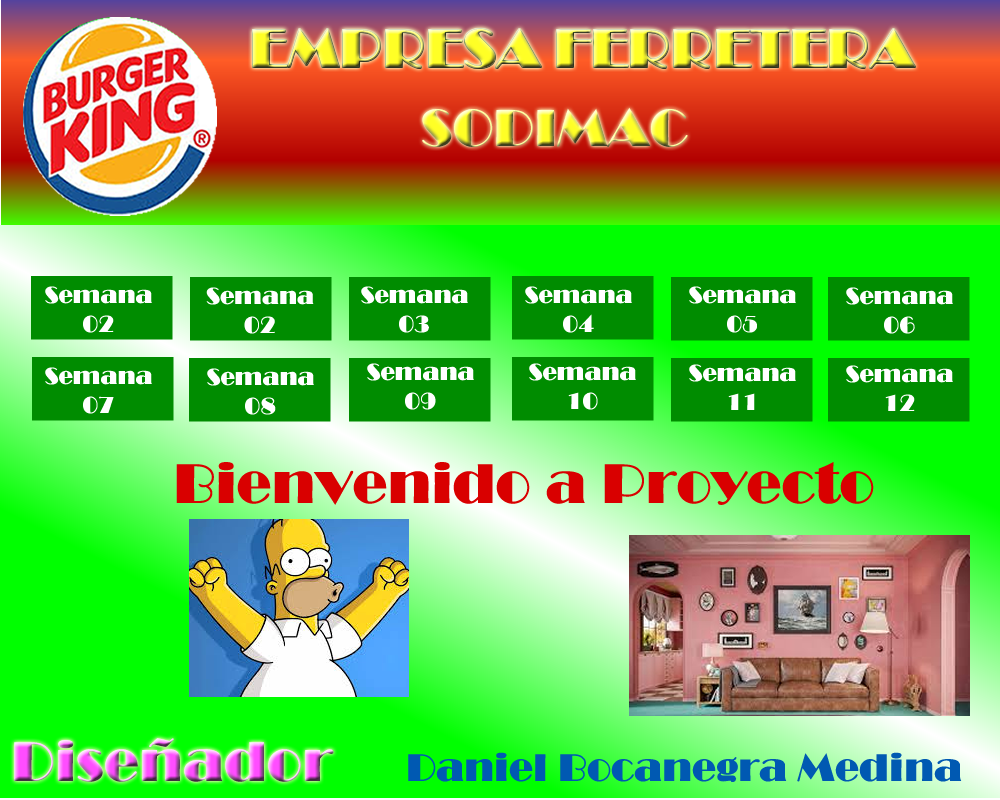 BURGER
KING®
EMPRESA FERRETERA
SODIMAC
Semana
02
Semana
02
Semana
03
Semana
04
Semana
05
Semana
06
Semana
07
Semana
08
Semana
09
Semana
10
Semana
11
Semana
12
Bienvenido a Proyecto
Diseñador
Daniel Bocanegra Medina